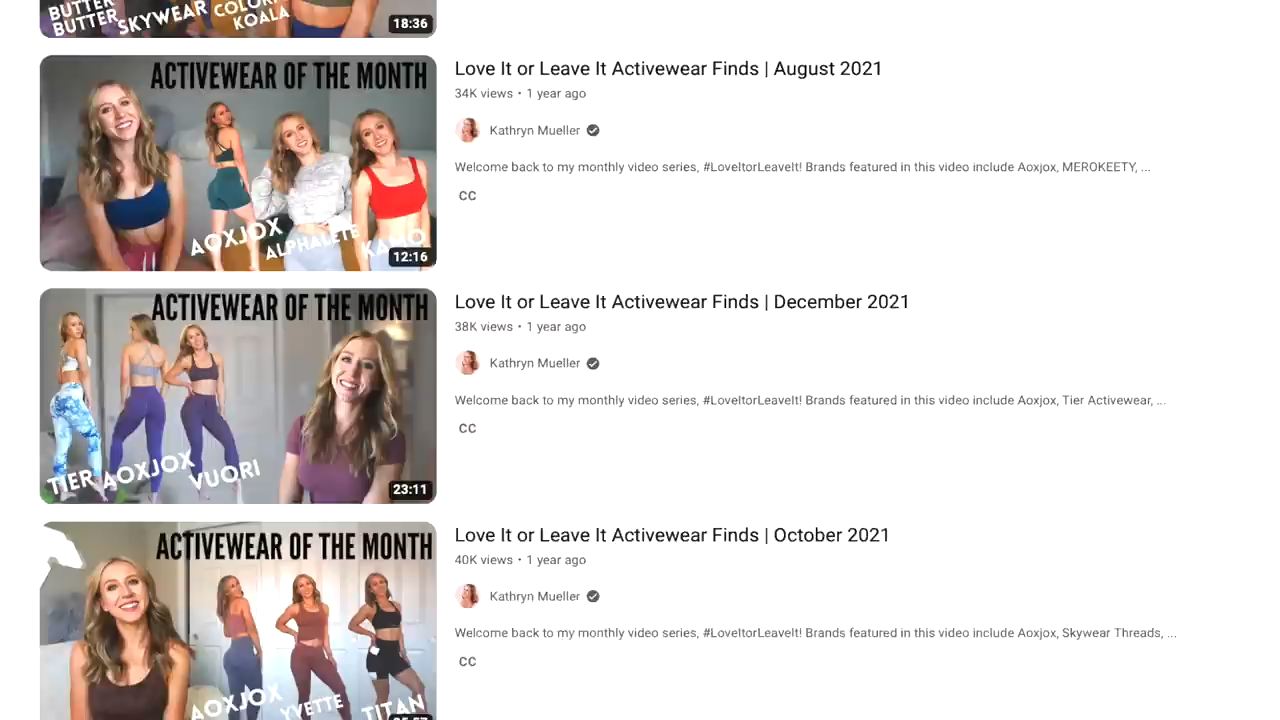 BUTTER
BUTTER
SKYWEAR
KOALA
18:36
ACTIVEWEAR OF THE MONTH
AOXJOX
ALPHALETE
12:16
Love It or Leave It Activewear Finds | August 2021
34K views • 1 year ago
Kathryn Mueller
Welcome back to my monthly video series, #LoveItorLeaveIt! Brands featured in this video include Aoxjox, MEROKEETY, ...
CC
ACTIVEWEAR OF THE MONTH
TIER
AOXJOX
VUORI
23:11
Love It or Leave It Activewear Finds | December 2021
38K views • 1 year ago
Kathryn Mueller
Welcome back to my monthly video series, #LoveItorLeaveIt! Brands featured in this video include Aoxjox, Tier Activewear, ...
CC
ACTIVEWEAR OF THE MONTH
AOXJOX
YVETTE
TITAN
Love It or Leave It Activewear Finds | October 2021
40K views • 1 year ago
Kathryn Mueller
Welcome back to my monthly video series, #LoveItorLeaveIt! Brands featured in this video include Aoxjox, Skywear Threads, ...
CC